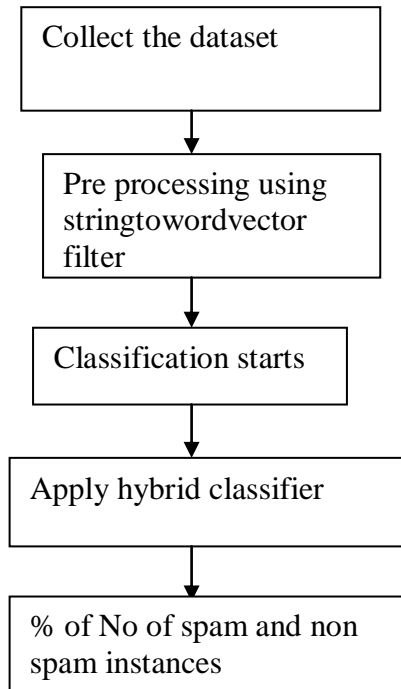 Collect the dataset
Pre processing using
stringtowordvector
filter
Classification starts
Apply hybrid classifier
% of No of spam and non
spam instances